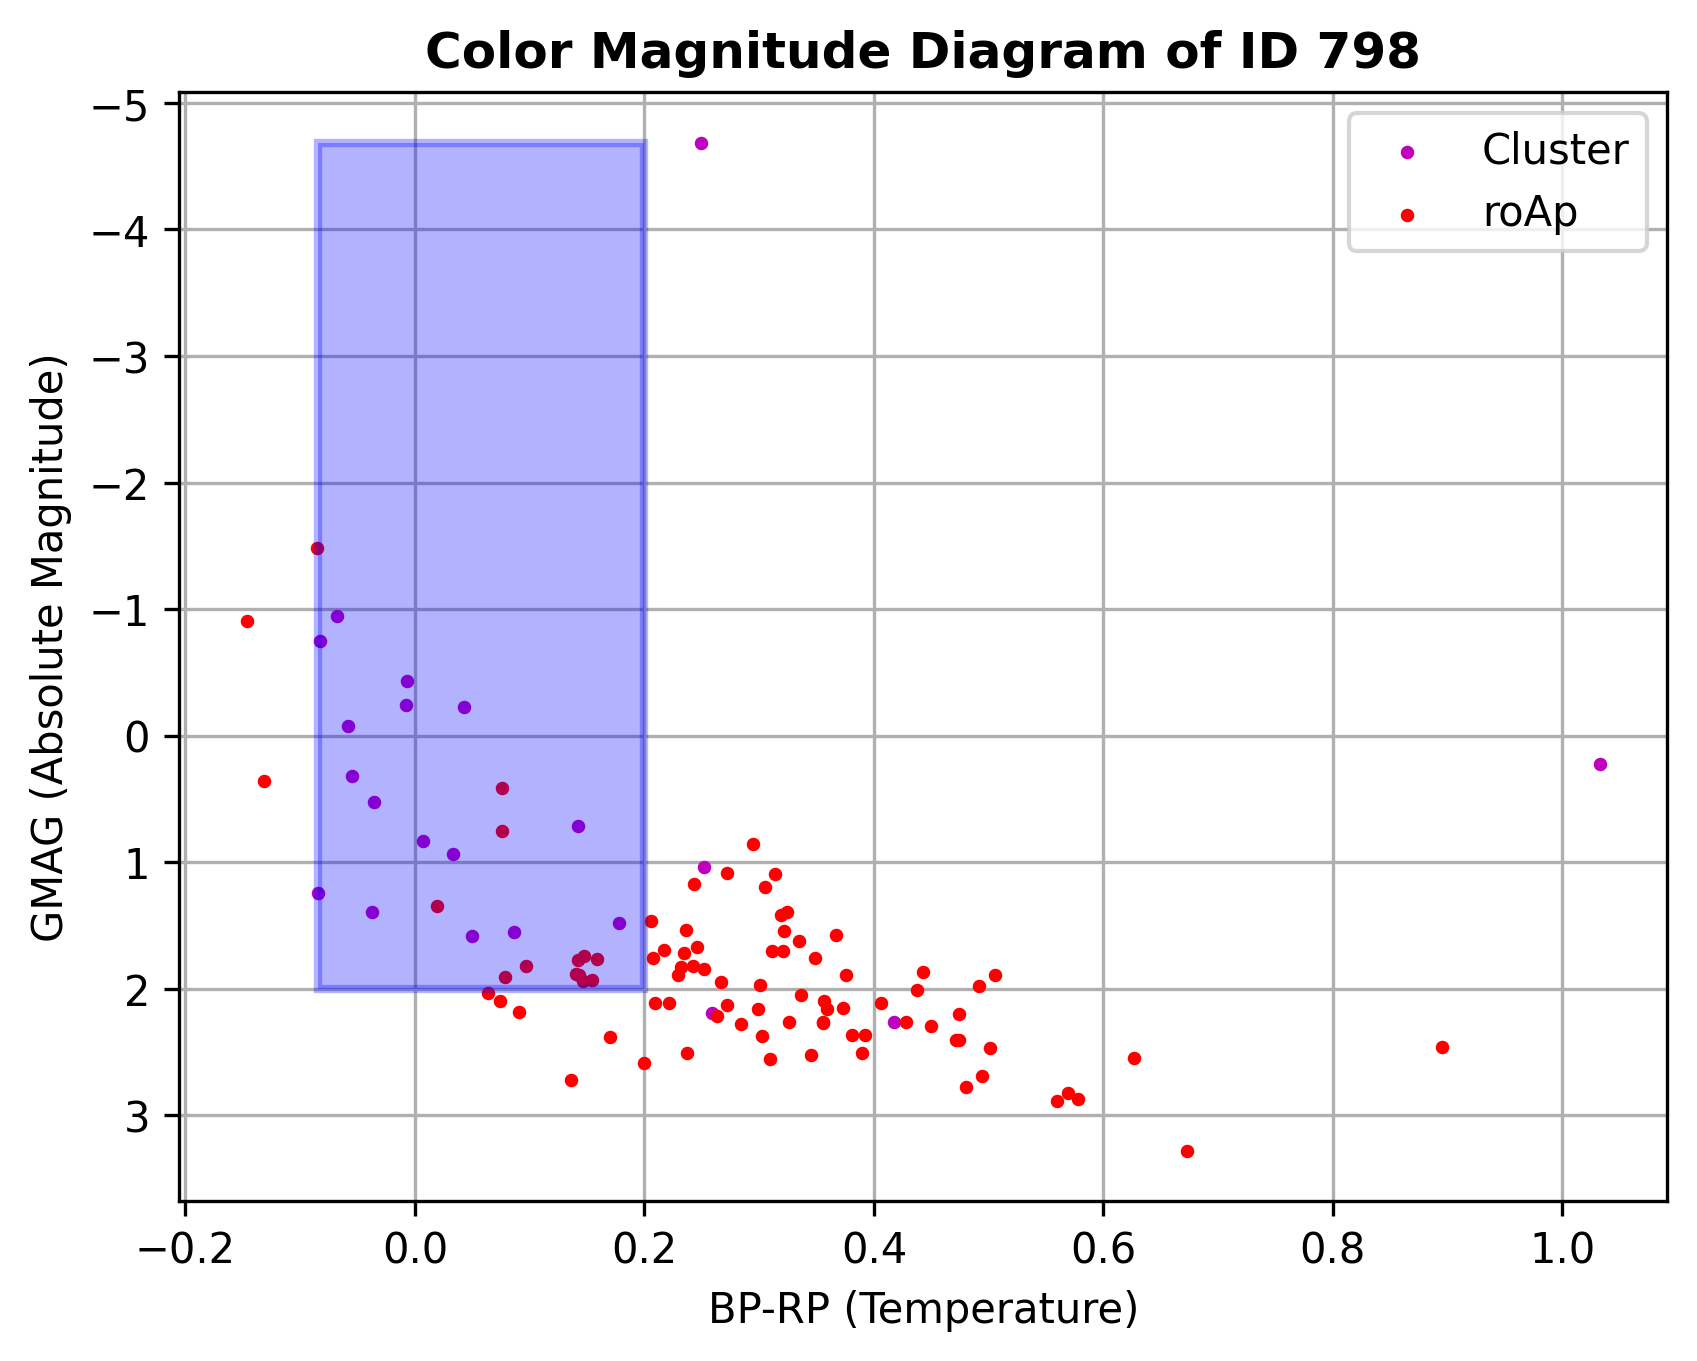 Color Magnitude Diagram of ID 798
Cluster
roAp
GMAG (Absolute Magnitude)
−5
−4
−3
−2
−1
0
1
2
3
−0.2 0.0 0.2 0.4 0.6 0.8 1.0
BP-RP (Temperature)